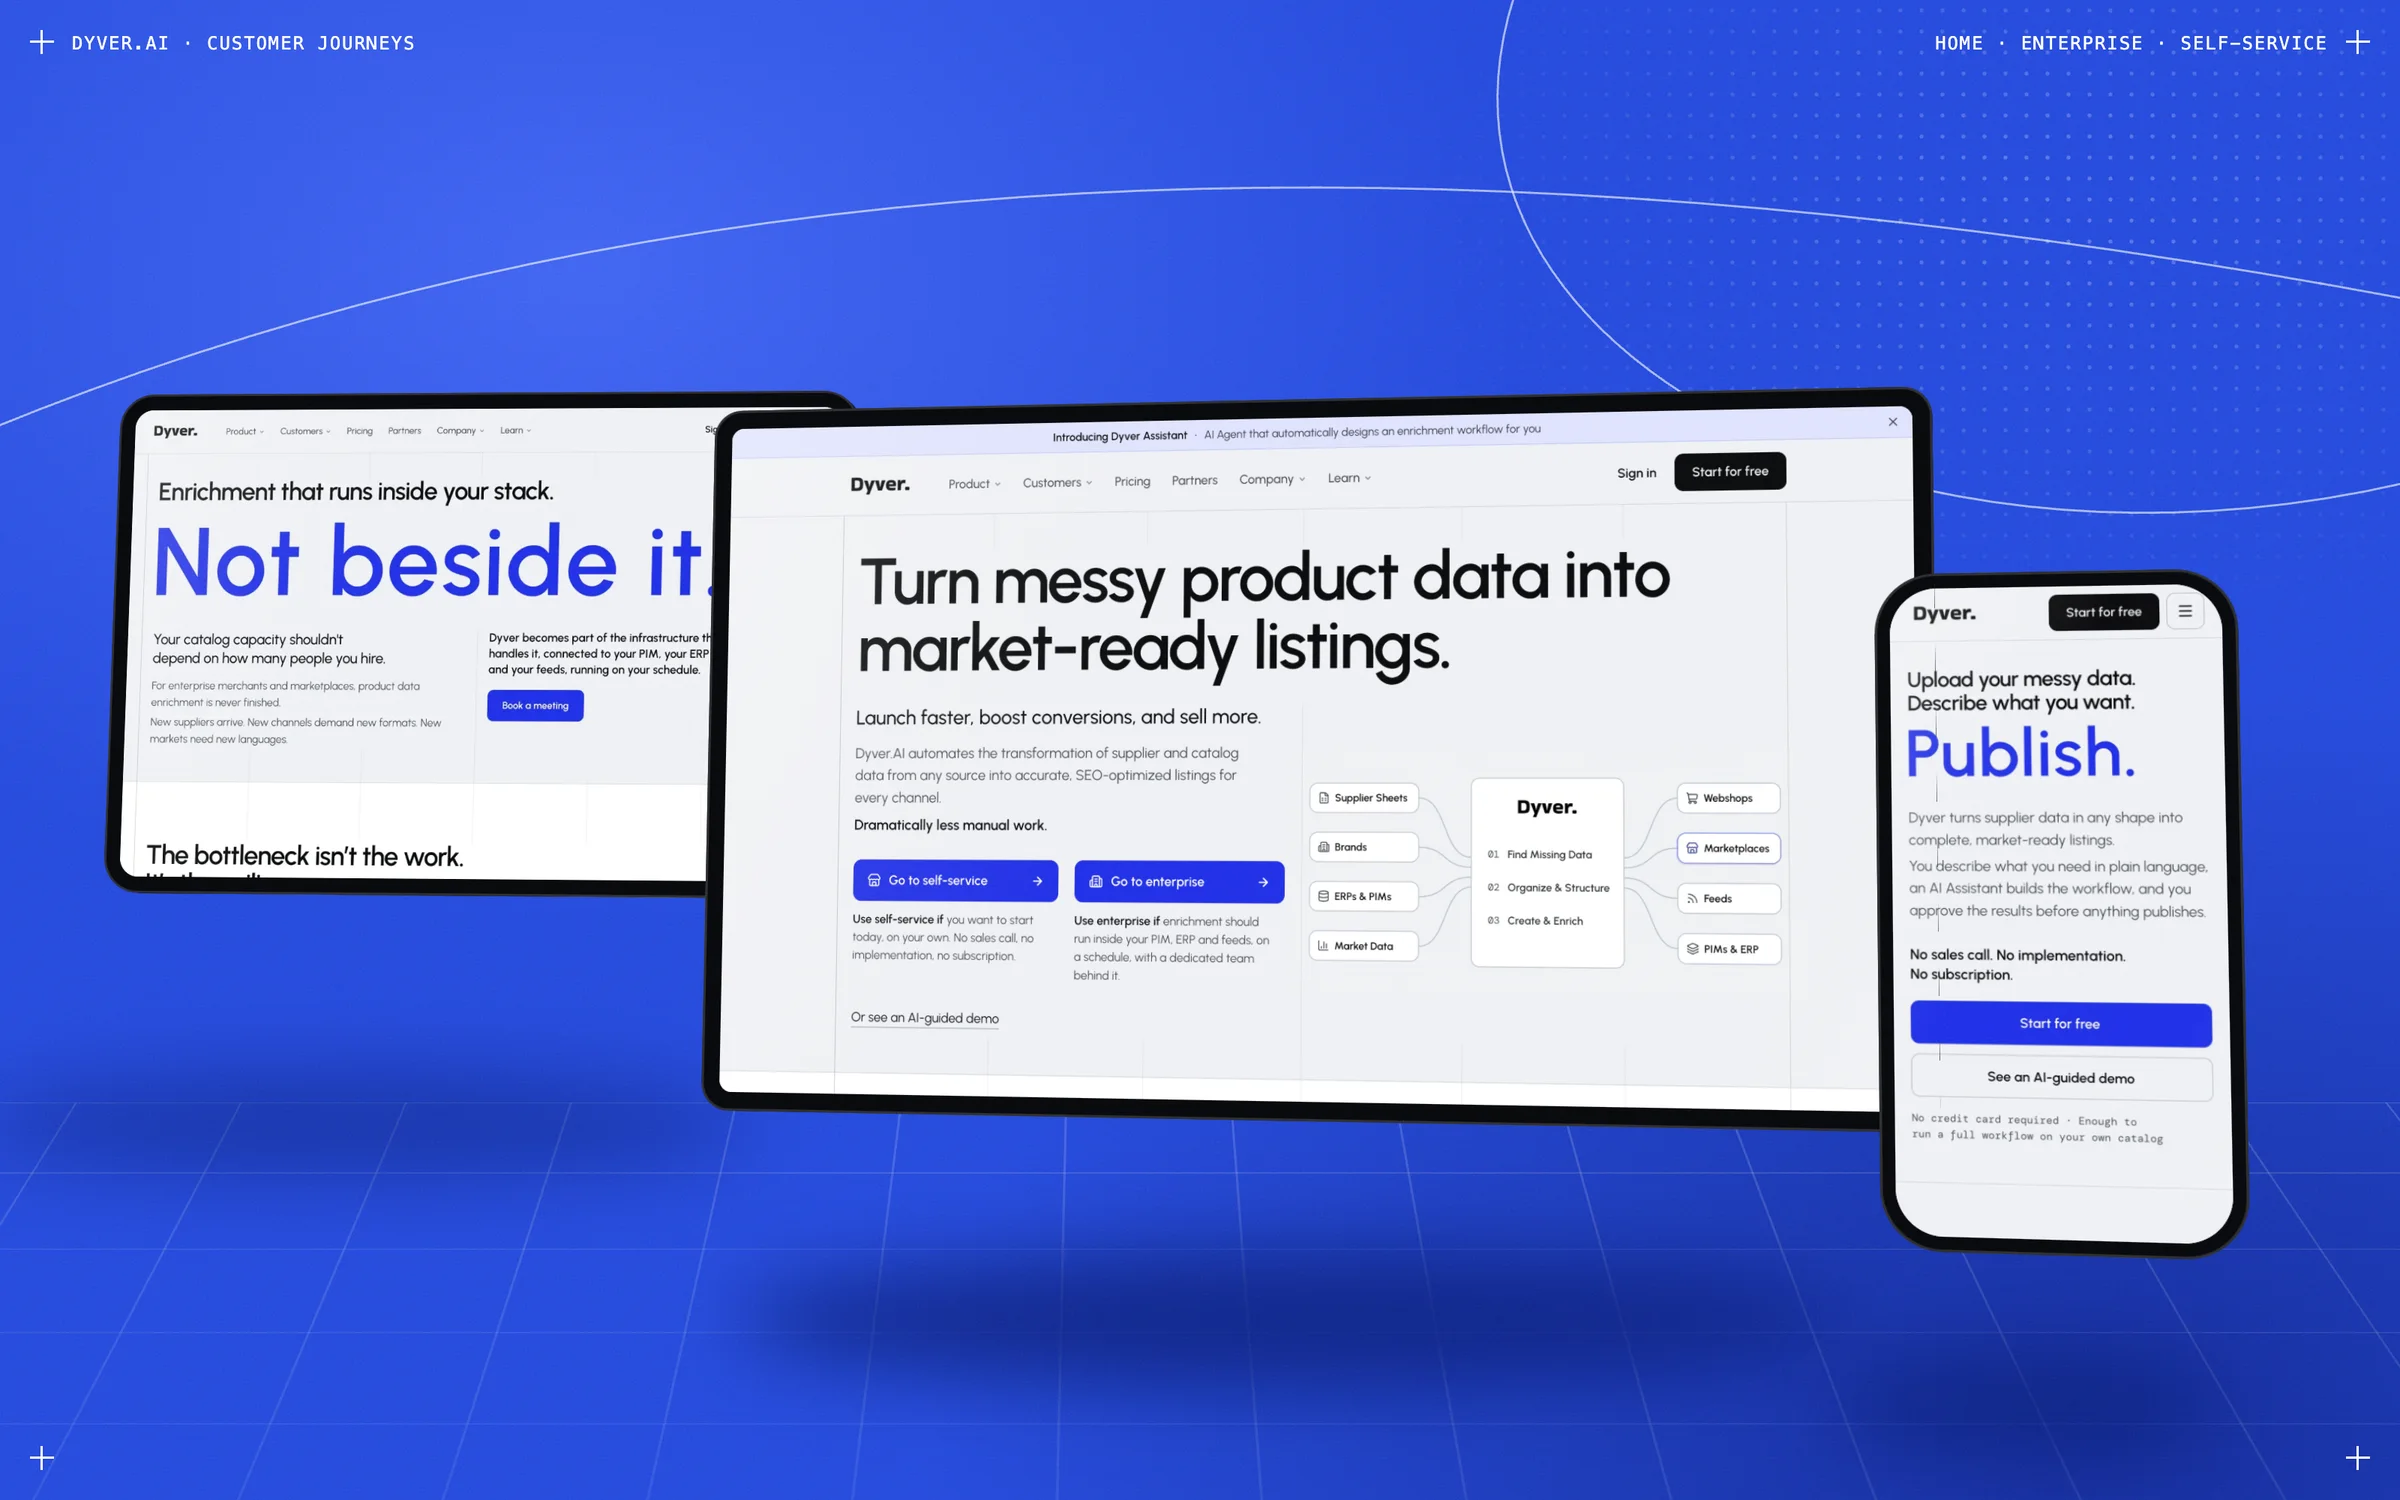 DYVER.AI · CUSTOMER JOURNEYS
HOME · ENTERPRISE · SELF-SERVICE
Dyver.
Product
Customers
Pricing
Partners
Company
Learn
Enrichment that runs inside your stack.
Not beside it.
Your catalog capacity shouldn't
depend on how many people you hire.
For enterprise merchants and marketplaces, product data
enrichment is never finished.
New suppliers arrive. New channels demand new formats. New
markets need new languages.
Dyver becomes part of the infrastructure
handles it, connected to your PIM, your ERP
and your feeds, running on your schedule.
Book a meeting
The bottleneck isn't the work.
Introducing Dyver Assistant · AI Agent that automatically designs an enrichment workflow for you
Dyver.
Product
Customers
Pricing
Partners
Company
Learn
Sign in
Start for free
Turn messy product data into
market-ready listings.
Launch faster, boost conversions, and sell more.
Dyver.AI automates the transformation of supplier and catalog
data from any source into accurate, SEO-optimized listings for
every channel.
Dramatically less manual work.
Go to self-service
Use self-service if you want to start
today, on your own. No sales call, no
implementation, no subscription.
Go to enterprise
Use enterprise if enrichment should
run inside your PIM, ERP and feeds, on
a schedule, with a dedicated team
behind it.
Or see an AI-guided demo
Supplier Sheets
Brands
ERPs & PIMs
Market Data
Dyver.
01 Find Missing Data
02 Organize & Structure
03 Create & Enrich
Webshops
Marketplaces
Feeds
PIMs & ERP
Dyver.
Start for free
Upload your messy data.
Describe what you want.
Publish.
Dyver turns supplier data in any shape into
complete, market-ready listings.
You describe what you need in plain language,
an AI Assistant builds the workflow, and you
approve the results before anything publishes.
No sales call. No implementation.
No subscription.
Start for free
See an AI-guided demo
No credit card required · Enough to
run a full workflow on your own catalog